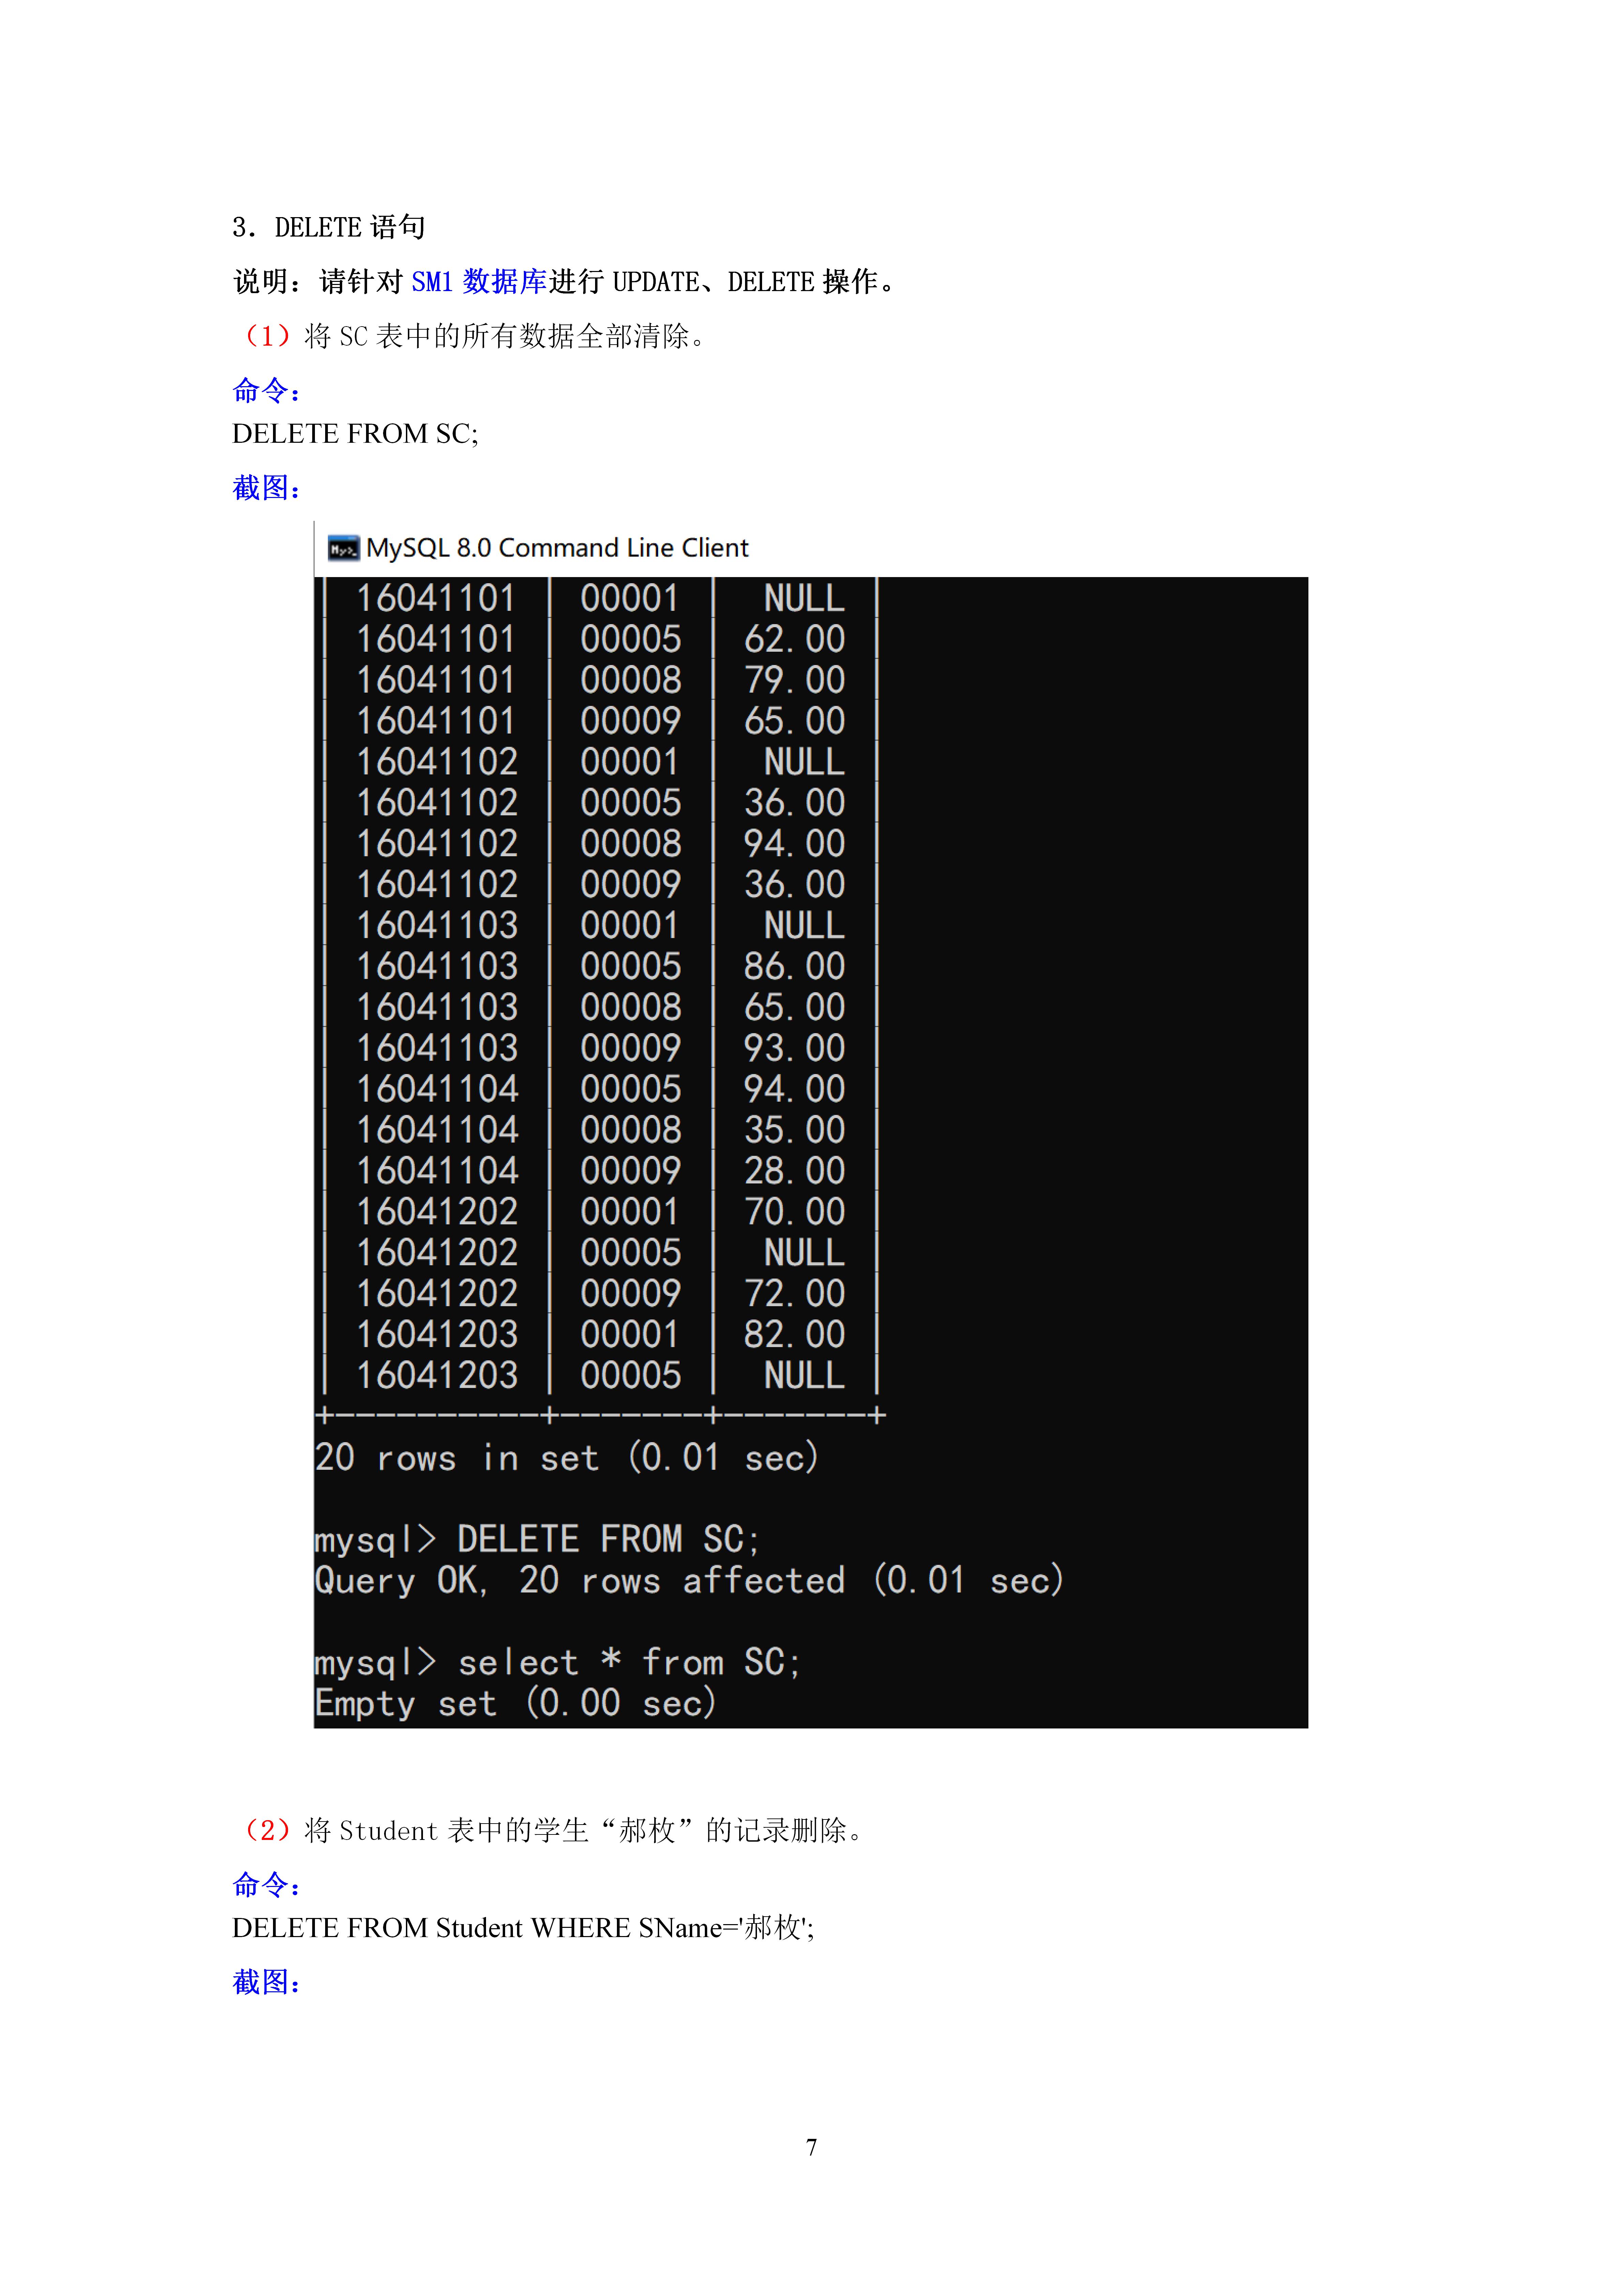 3. DELETE 语句
说明：请针对 SM1 数据库进行 UPDATE、DELETE 操作。
（1）将 SC 表中的所有数据全部清除。
命令：
DELETE FROM SC;
截图：
MySQL 8.0 Command Line Client
| 16041101 | 00001 | NULL |
| 16041101 | 00005 | 62.00 |
| 16041101 | 00008 | 79.00 |
| 16041101 | 00009 | 65.00 |
| 16041102 | 00001 | NULL |
| 16041102 | 00005 | 36.00 |
| 16041102 | 00008 | 94.00 |
| 16041102 | 00009 | 36.00 |
| 16041103 | 00001 | NULL |
| 16041103 | 00005 | 86.00 |
| 16041103 | 00008 | 65.00 |
| 16041103 | 00009 | 93.00 |
| 16041104 | 00005 | 94.00 |
| 16041104 | 00008 | 35.00 |
| 16041104 | 00009 | 28.00 |
| 16041202 | 00001 | 70.00 |
| 16041202 | 00005 | NULL |
| 16041202 | 00009 | 72.00 |
| 16041203 | 00001 | 82.00 |
| 16041203 | 00005 | NULL |
+----------+-------+-------+
20 rows in set (0.01 sec)
mysql> DELETE FROM SC;
Query OK, 20 rows affected (0.01 sec)
mysql> select * from SC;
Empty set (0.00 sec)
（2）将 Student 表中的学生“郝枚”的记录删除。
命令：
DELETE FROM Student WHERE SName='郝枚';
截图：
7